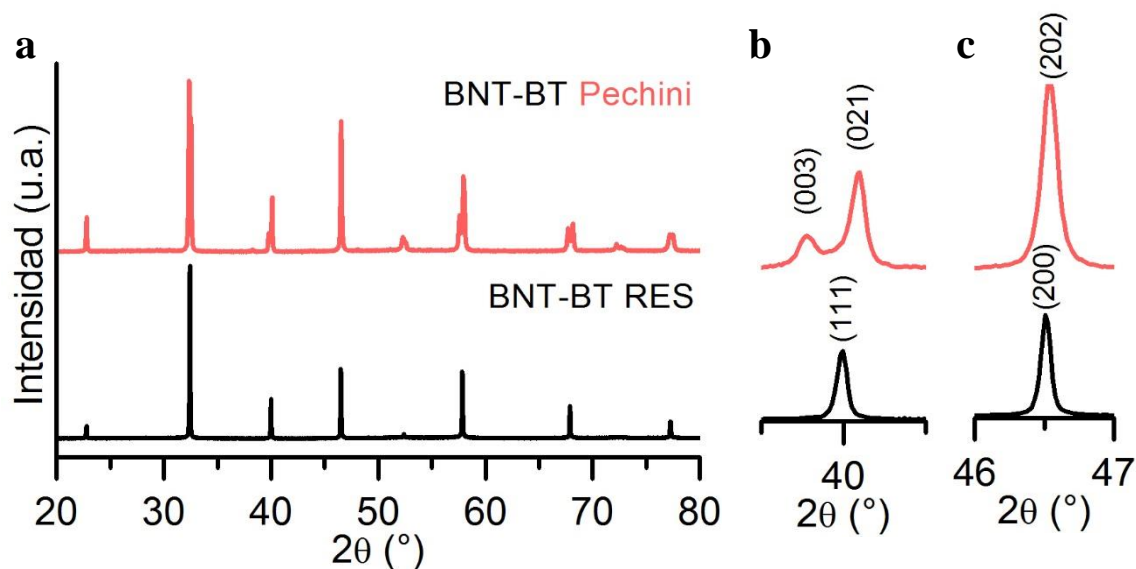 a
BNT-BT Pechini
BNT-BT RES
Intensidad (u.a.)
20 30 40 50 60 70 80
2θ (°)
b
(003)
(021)
(111)
40
2θ (°)
c
(202)
(200)
46 47
2θ (°)